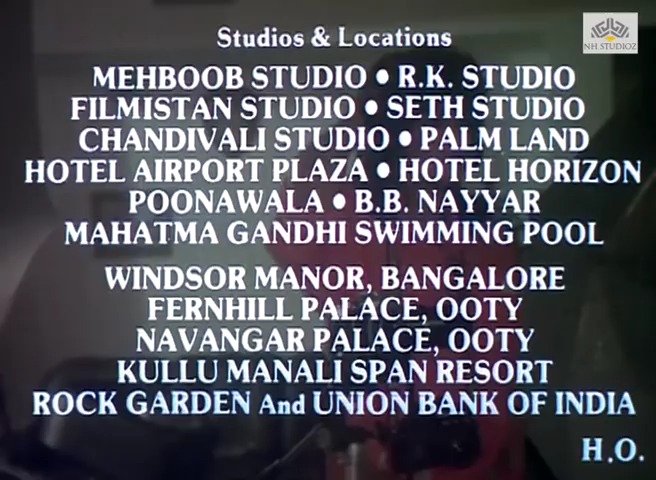 NH STUDIOZ
Studios & Locations
MEHBOOB STUDIO • R.K. STUDIO
FILMISTAN STUDIO • SETH STUDIO
CHANDIVALI STUDIO • PALM LAND
HOTEL AIRPORT PLAZA • HOTEL HORIZON
POONAWALA • B.B. NAYYAR
MAHATMA GANDHI SWIMMING POOL
WINDSOR MANOR, BANGALORE
FERNHILL PALACE, OOTY
NAVANGAR PALACE, OOTY
KULLU MANALI SPAN RESORT
ROCK GARDEN And UNION BANK OF INDIA
H.O.